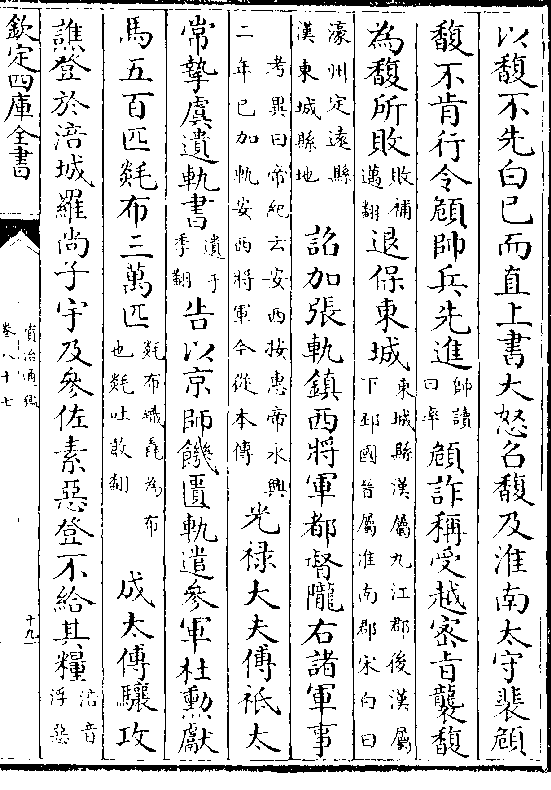 以馥不先白已而直上書大怒召馥及淮南太守裴頠
馥不肯行令頠帥兵先進帥讀曰率頠詐稱受越密旨襲馥
為馥所敗敗補邁翻退保東城東城縣漢屬九江郡後漢屬下邳國晉屬淮南郡宋白曰
濠州定遠縣漢東城縣地 詔加張軌鎮西將軍都督隴右諸軍事
考異曰帝紀云安西按惠帝永興二年已加軌安西將軍今從本傳光禄大夫傅祗太
常摯虞遺軌書遺于季翻告以京師饑匱軌遣參軍杜勲獻
馬五百匹毯布三萬匹毯布織毳為布也毯吐敢翻 成太傅驤攻
譙登於涪城羅尚子宇及參佐素惡登不給其糧涪音浮惡
欽定四庫全書
資治通鑑
卷八十七
十九